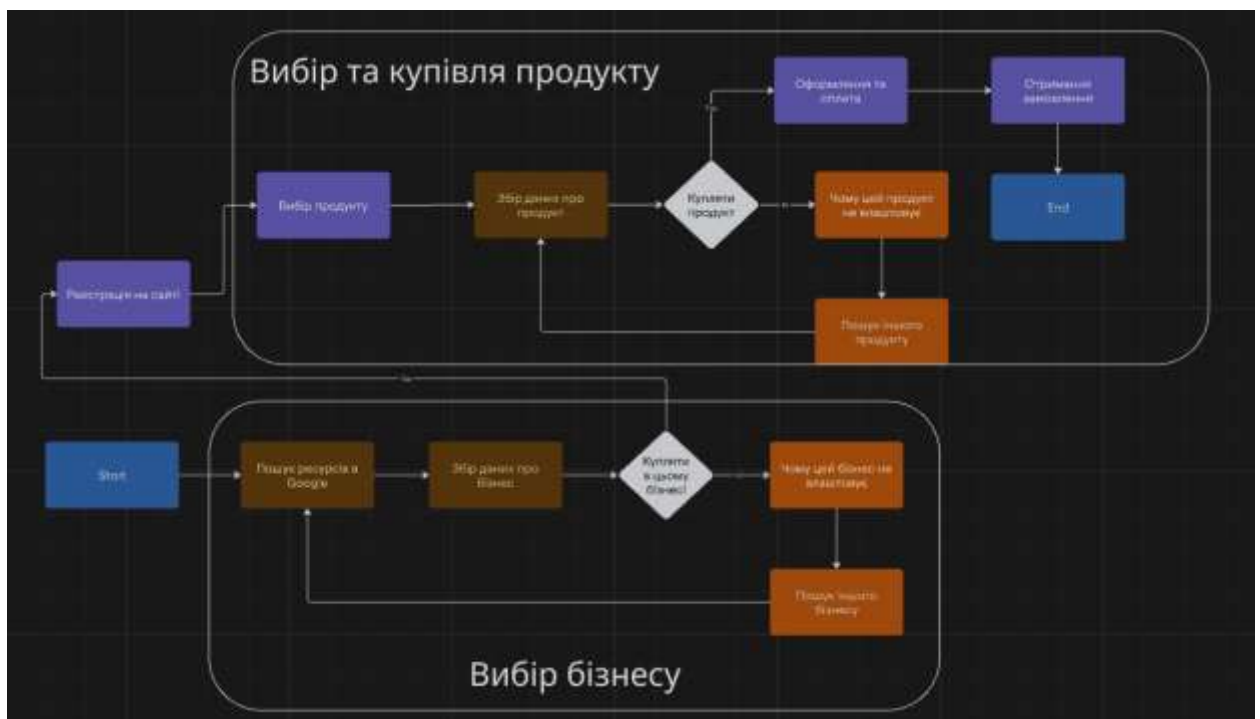 Вибір та купівля продукту
Оформлення та
оплата
Отримання
замовлення
Вибір продукту
Збір даних про
продукт
Купляти
продукт
Чому цей продукт
не влаштовує
End
Реєстрація на сайті
Пошук іншого
продукту
Start
Пошук ресурсів в
Google
Збір даних про
бізнес
Купляти
в цьому
бізнесі
Чому цей бізнес не
влаштовує
Пошук іншого
бізнесу
Вибір бізнесу